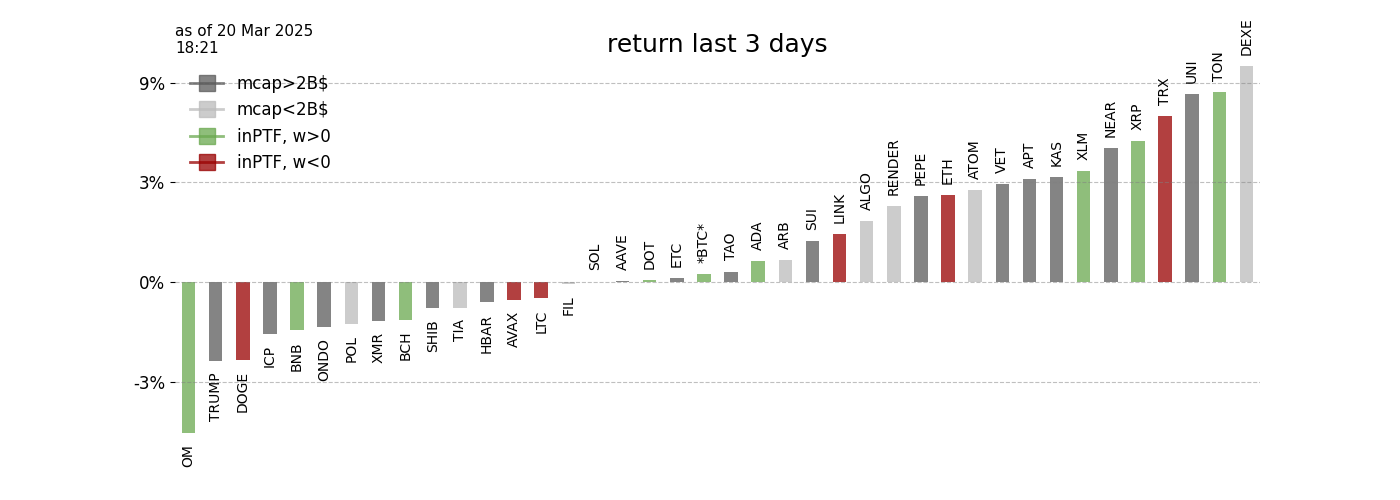 as of 20 Mar 2025
18:21
return last 3 days
9%
3%
0%
-3%
mcap>2B$
mcap<2B$
inPTF, w>0
inPTF, w<0
OM
TRUMP
DOGE
ICP
BNB
ONDO
POL
XMR
BCH
SHIB
TIA
HBAR
AVAX
LTC
FIL
SOL
AAVE
DOT
ETC
*BTC*
TAO
ADA
ARB
SUI
LINK
ALGO
RENDER
PEPE
ETH
ATOM
VET
APT
KAS
XLM
NEAR
XRP
TRX
UNI
TON
DEXE